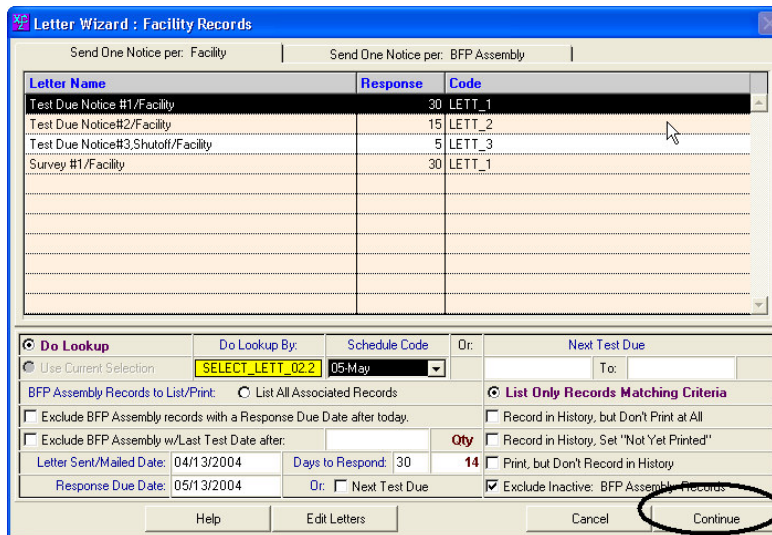 Letter Wizard : Facility Records
Send One Notice per: Facility Send One Notice per: BFP Assembly
Letter Name Response Code
Test Due Notice #1/Facility 30 LETT_1
Test Due Notice#2/Facility 15 LETT_2
Test Due Notice#3,Shutoff/Facility 5 LETT_3
Survey #1/Facility 30 LETT_1
Do Lookup Do Lookup By: Schedule Code Or: Next Test Due
Use Current Selection SELECT_LETT_02.2 05-May To:
BFP Assembly Records to List/Print: List All Associated Records List Only Records Matching Criteria
Exclude BFP Assembly records with a Response Due Date after today. Record in History, but Don't Print at All
Exclude BFP Assembly w/Last Test Date after: Qty Record in History, Set "Not Yet Printed"
Letter Sent/Mailed Date: 04/13/2004 Days to Respond: 30 14 Print, but Don't Record in History
Response Due Date: 05/13/2004 Or: Next Test Due Exclude Inactive: BFP Assembly Records
Help Edit Letters Cancel Continue